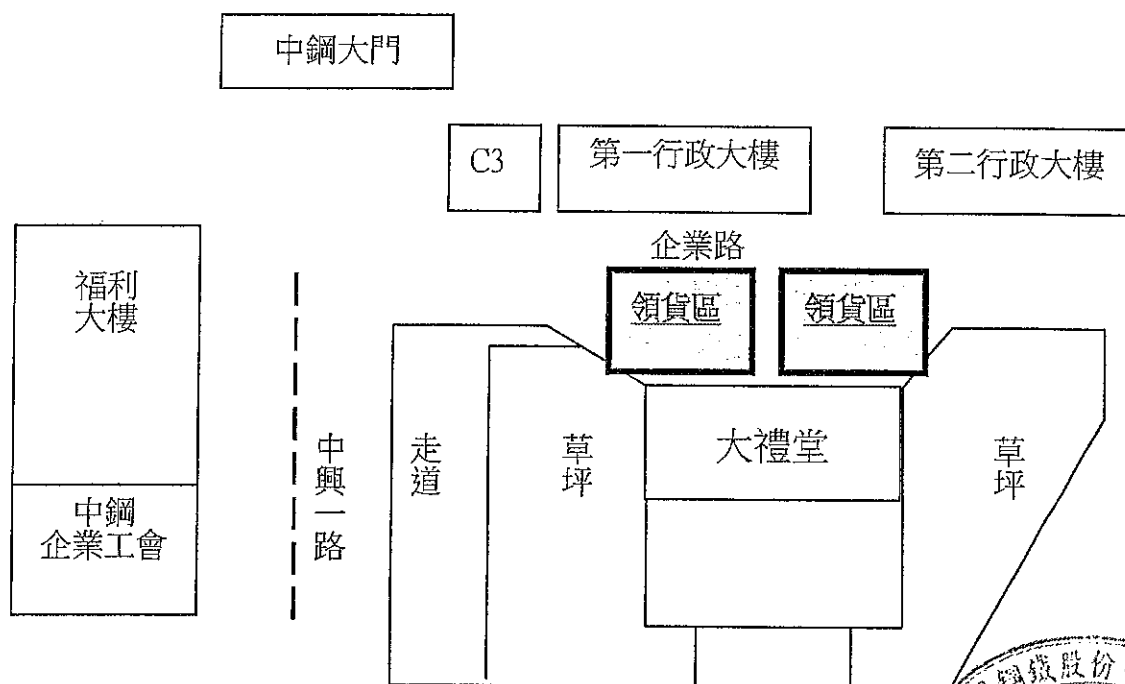 中鋼大門
C3
第一行政大樓
第二行政大樓
企業路
福利
大樓
領貨區
領貨區
中興一路
走道
草坪
大禮堂
草坪
中鋼
企業工會
鋼鐵股份